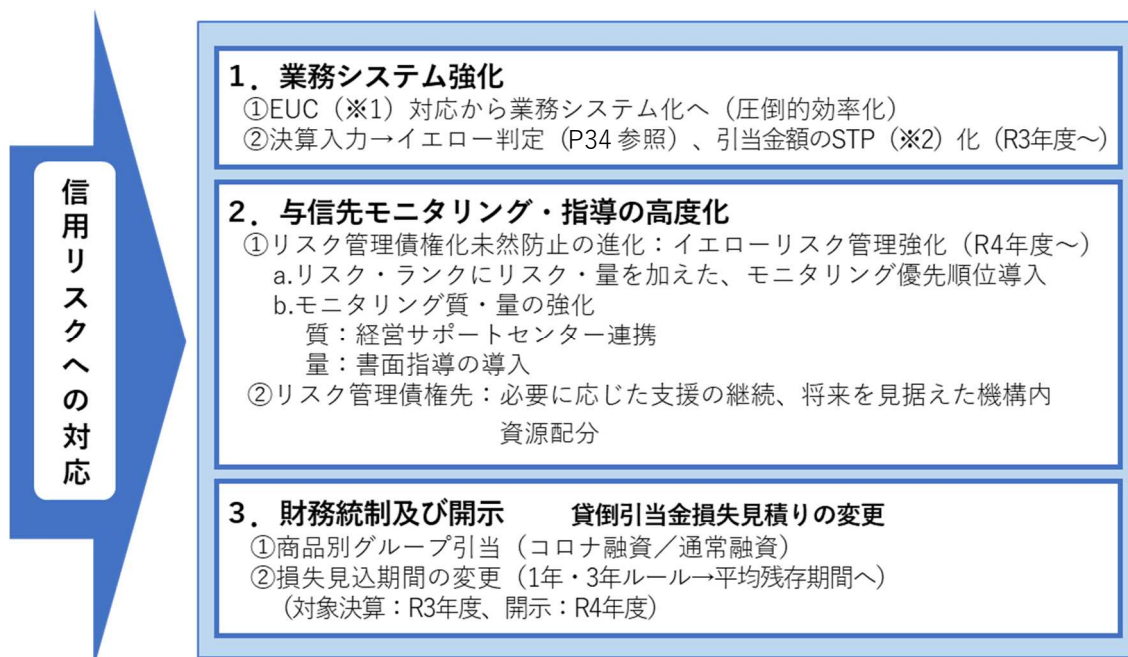 信用リスクへの対応
1．業務システム強化
①EUC（※1）対応から業務システム化へ（圧倒的効率化）
②決算入力→イエロー判定（P34 参照）、引当金額のSTP（※2）化（R3年度～）
2．与信先モニタリング・指導の高度化
①リスク管理債権化未然防止の進化：イエローリスク管理強化（R4年度～）
a.リスク・ランクにリスク・量を加えた、モニタリング優先順位導入
b.モニタリング質・量の強化
質：経営サポートセンター連携
量：書面指導の導入
②リスク管理債権先：必要に応じた支援の継続、将来を見据えた機構内
資源配分
3．財務統制及び開示　　貸倒引当金損失見積りの変更
①商品別グループ引当（コロナ融資／通常融資）
②損失見込期間の変更（1年・3年ルール→平均残存期間へ）
（対象決算：R3年度、開示：R4年度）